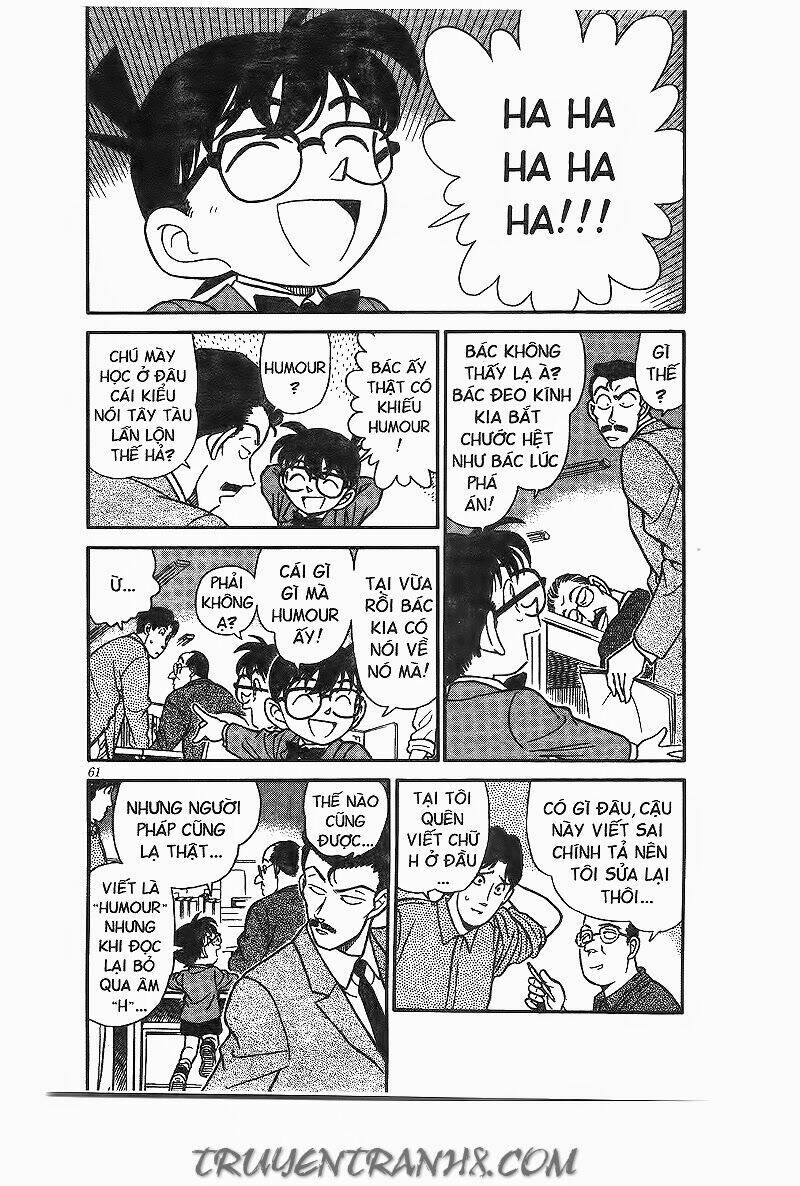 HA HA
HA HA
HA!!!
GÌ
THẾ
?
BÁC KHÔNG
THẤY LẠ À?
BÁC ĐEO KÍNH
KIA BẮT
CHƯỚC HỆT
NHƯ BÁC LÚC
PHÁ
ÁN!
BÁC ẤY
THẬT CÓ
KHIẾU
HUMOUR
!
HUMOUR
?
CHÚ MÀY
HỌC Ở ĐÂU
CÁI KIỂU
NÓI TÂY TÀU
LẪN LỘN
THẾ HẢ?
TẠI VỪA
RỒI BÁC
KIA CÓ
NÓI VỀ
NÓ MÀ!
CÁI GÌ
GÌ MÀ
HUMOUR
ẤY!
PHẢI
KHÔNG
Ạ?
Ừ...
61
CÓ GÌ ĐÂU, CẬU
NÀY VIẾT SAI
CHÍNH TẢ NÊN
TÔI SỬA LẠI
THÔI...
TẠI TÔI
QUÊN
VIẾT CHỮ
H Ở ĐẦU
...
THẾ NÀO
CŨNG
ĐƯỢC...
NHƯNG NGƯỜI
PHÁP CŨNG
LẠ THẬT...
VIẾT LÀ
"HUMOUR"
NHƯNG
KHI ĐỌC
LẠI BỎ
QUA ÂM
"H"...
TRUYENTRANH8.COM